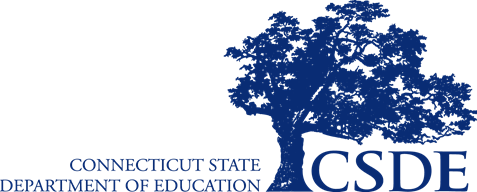 CONNECTICUT STATE
DEPARTMENT OF EDUCATION
CSDE